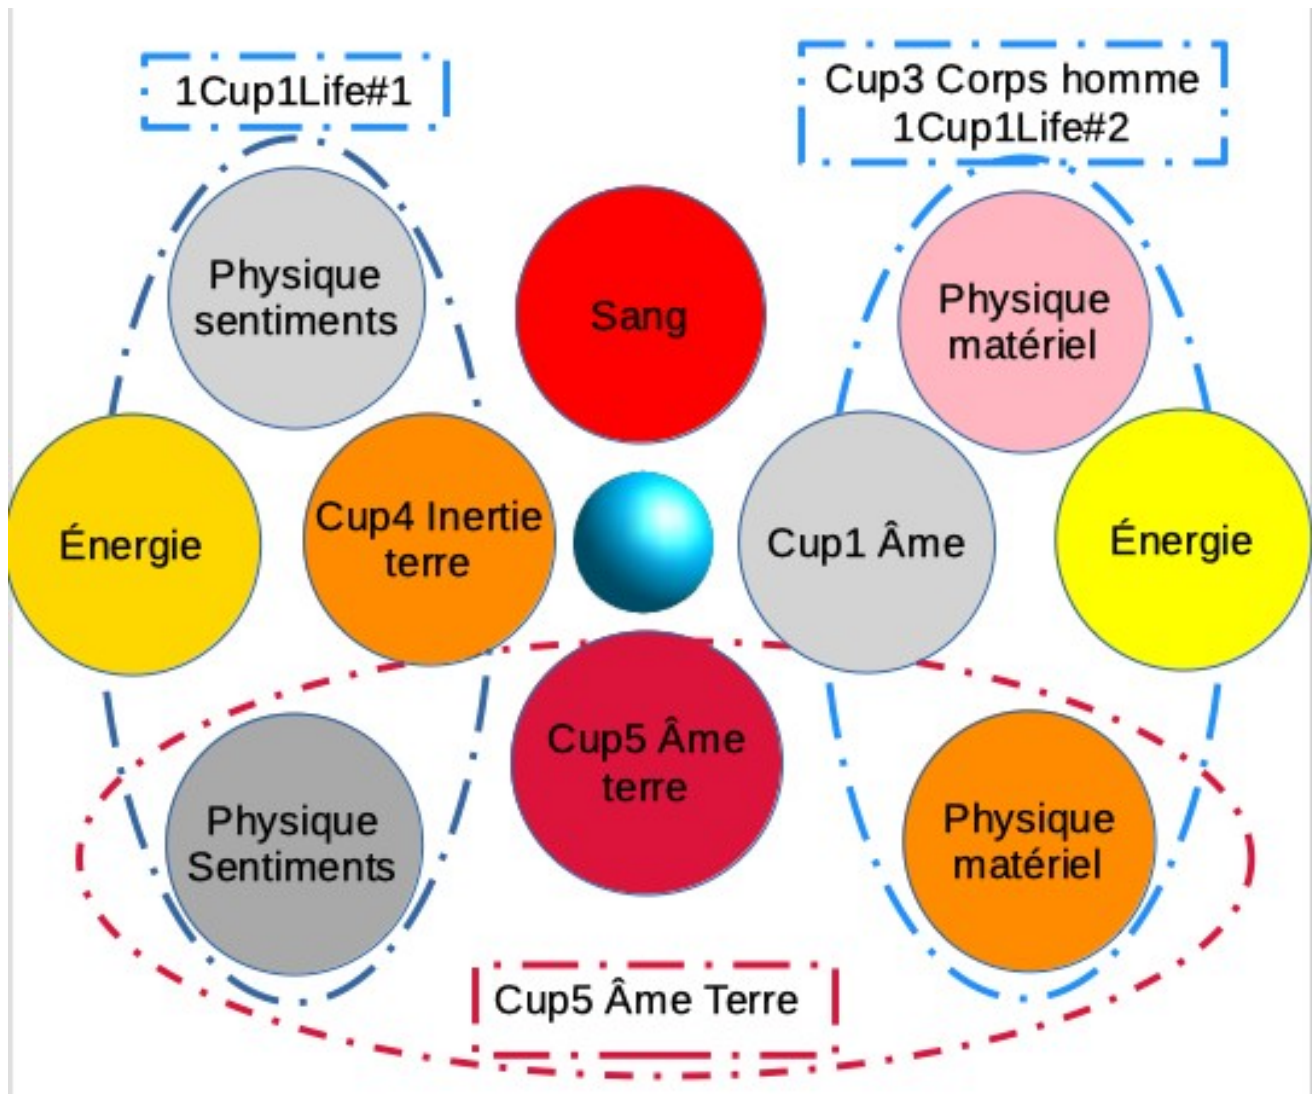 1Cup1Life#1
Cup3 Corps homme
1Cup1Life#2
Physique
sentiments
Sang
Physique
matériel
Énergie
Cup4 Inertie
terre
Cup1 Âme
Énergie
Physique
Sentiments
Cup5 Âme
terre
Physique
matériel
Cup5 Âme Terre